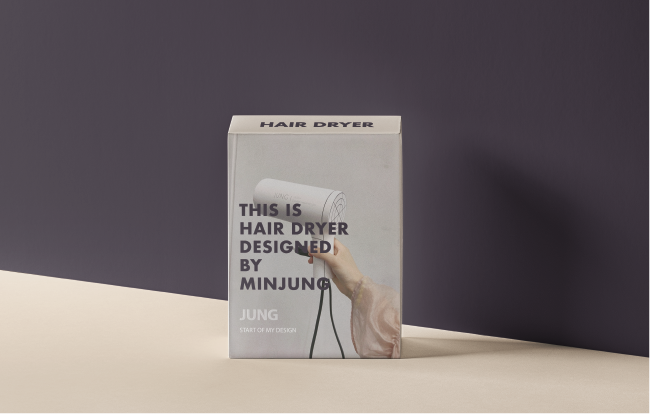 HAIR DRYER
THIS IS
HAIR DRYER
DESIGNED
BY
MINJUNG
JUNG
START OF MY DESIGN